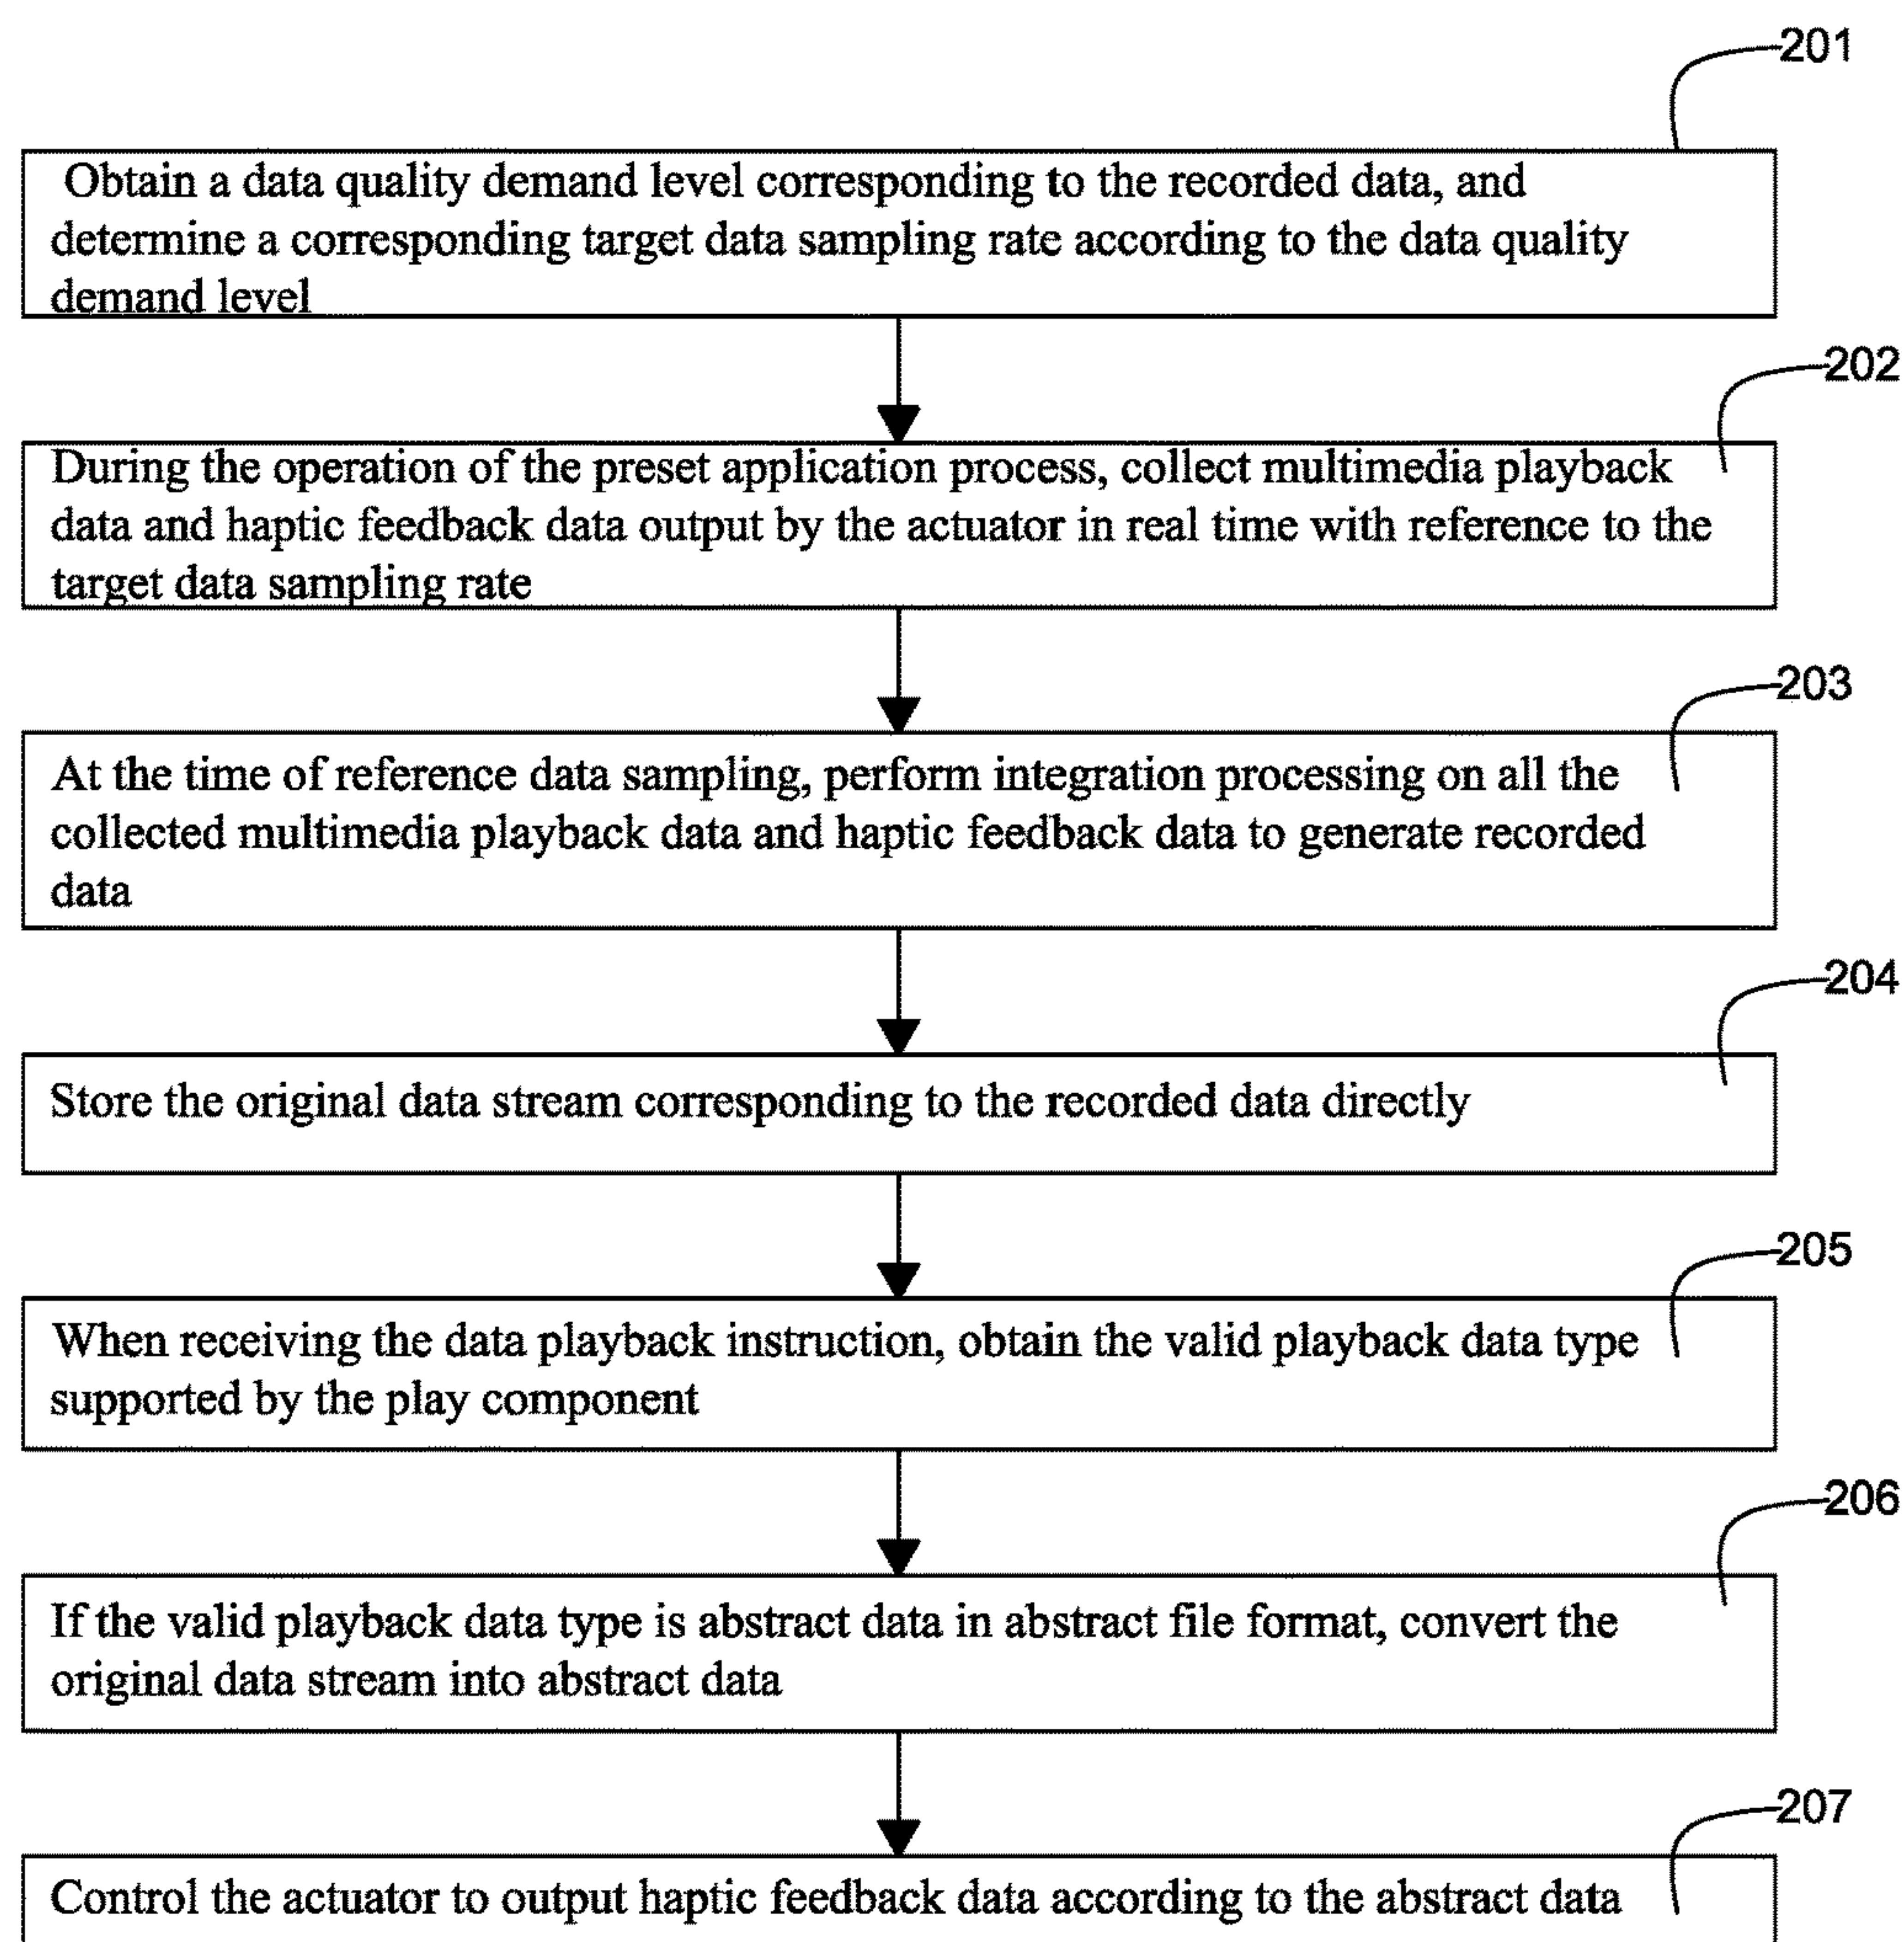 201
Obtain a data quality demand level corresponding to the recorded data, and
determine a corresponding target data sampling rate according to the data quality
demand level
202
During the operation of the preset application process, collect multimedia playback
data and haptic feedback data output by the actuator in real time with reference to the
target data sampling rate
203
At the time of reference data sampling, perform integration processing on all the
collected multimedia playback data and haptic feedback data to generate recorded
data
204
Store the original data stream corresponding to the recorded data directly
205
When receiving the data playback instruction, obtain the valid playback data type
supported by the play component
206
If the valid playback data type is abstract data in abstract file format, convert the
original data stream into abstract data
207
Control the actuator to output haptic feedback data according to the abstract data